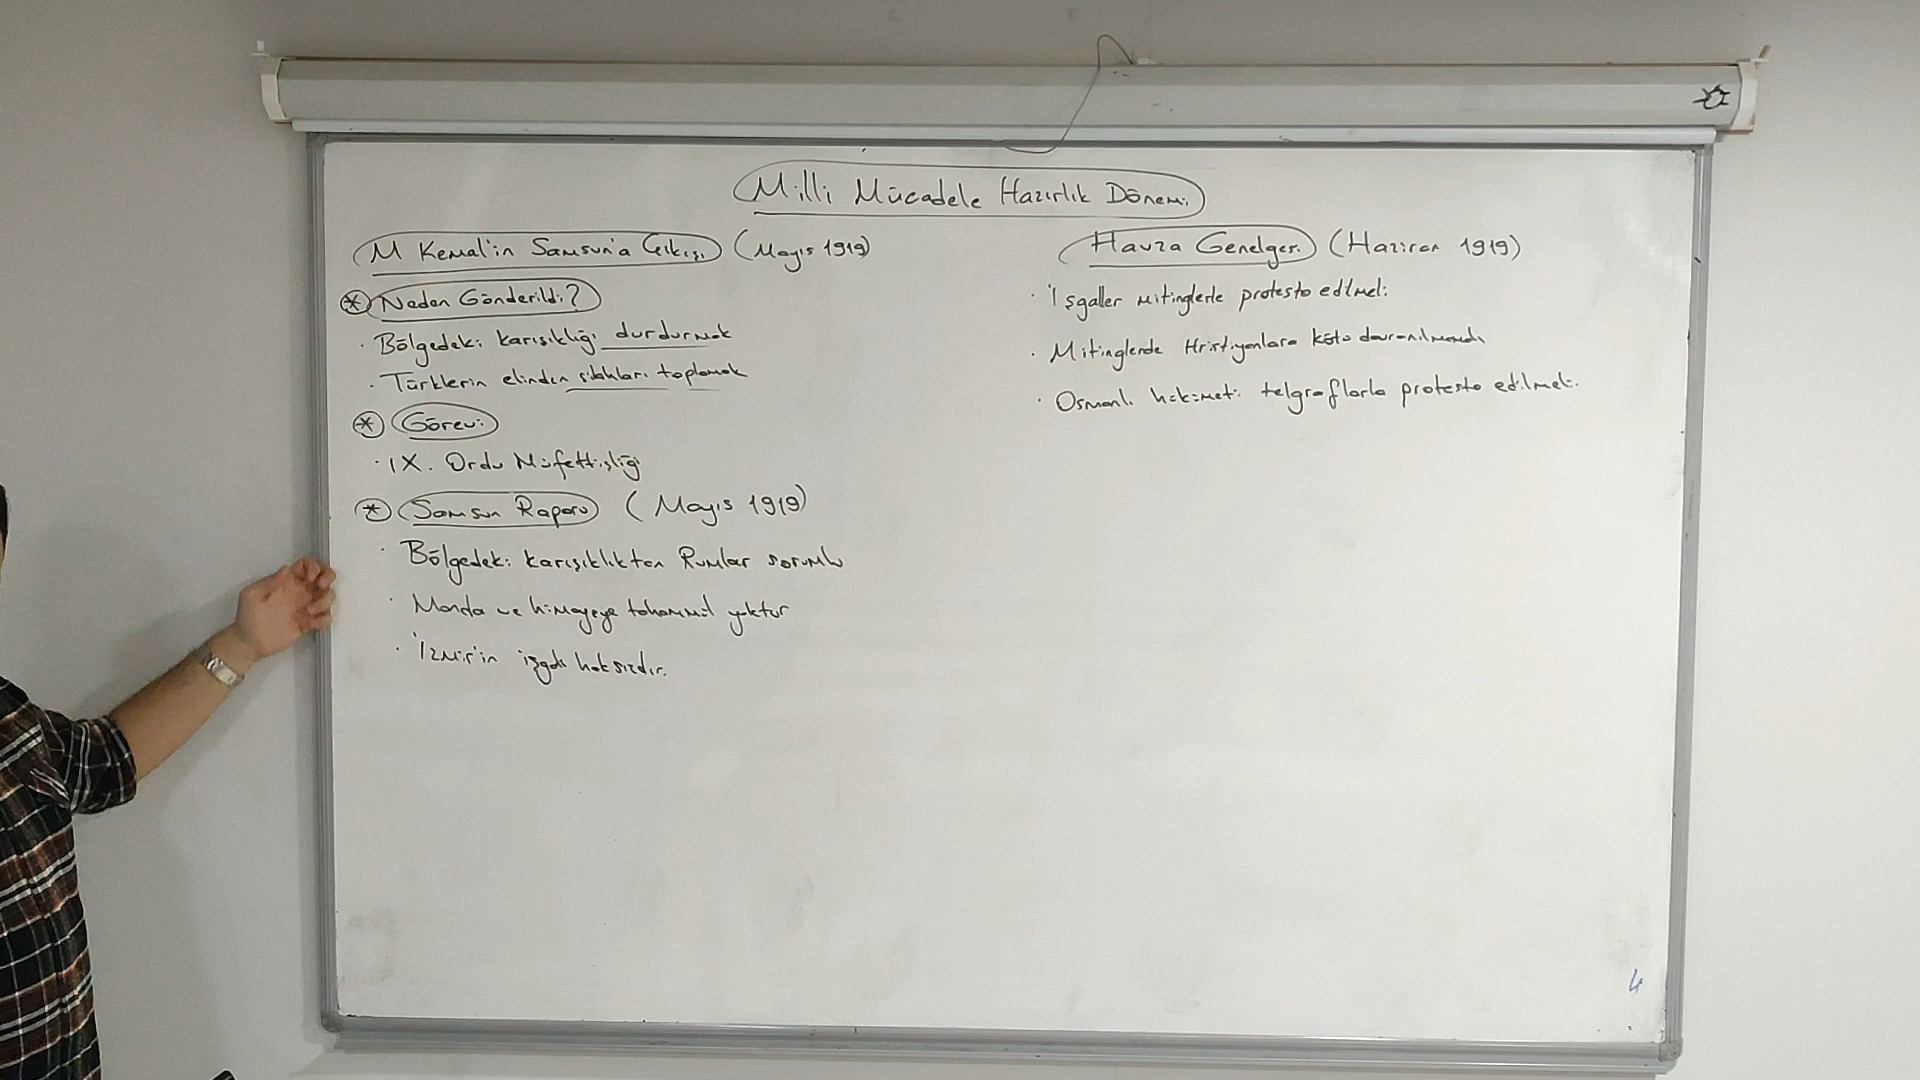 Milli Mücadele Hazırlık Dönemi
M Kemal'in Samsun'a Çıkışı (Mayıs 1919)
* Neden Gönderildi?
· Bölgedeki karışıklığı durdurmak
· Türklerin elinden silahları toplamak
* Görevi
· IX. Ordu Müfettişliği
* Samsun Raporu (Mayıs 1919)
· Bölgedeki karışıklıktan Rumlar sorumlu
· Manda ve himayeye tahammül yoktur
· İzmir'in işgali haksızdır.
Havza Genelgesi (Haziran 1919)
· İşgaller mitinglerle protesto edilmeli
· Mitinglerde Hristiyanlara kötü davranılmamalı
· Osmanlı hükümeti telgraflarla protesto edilmeli.
4